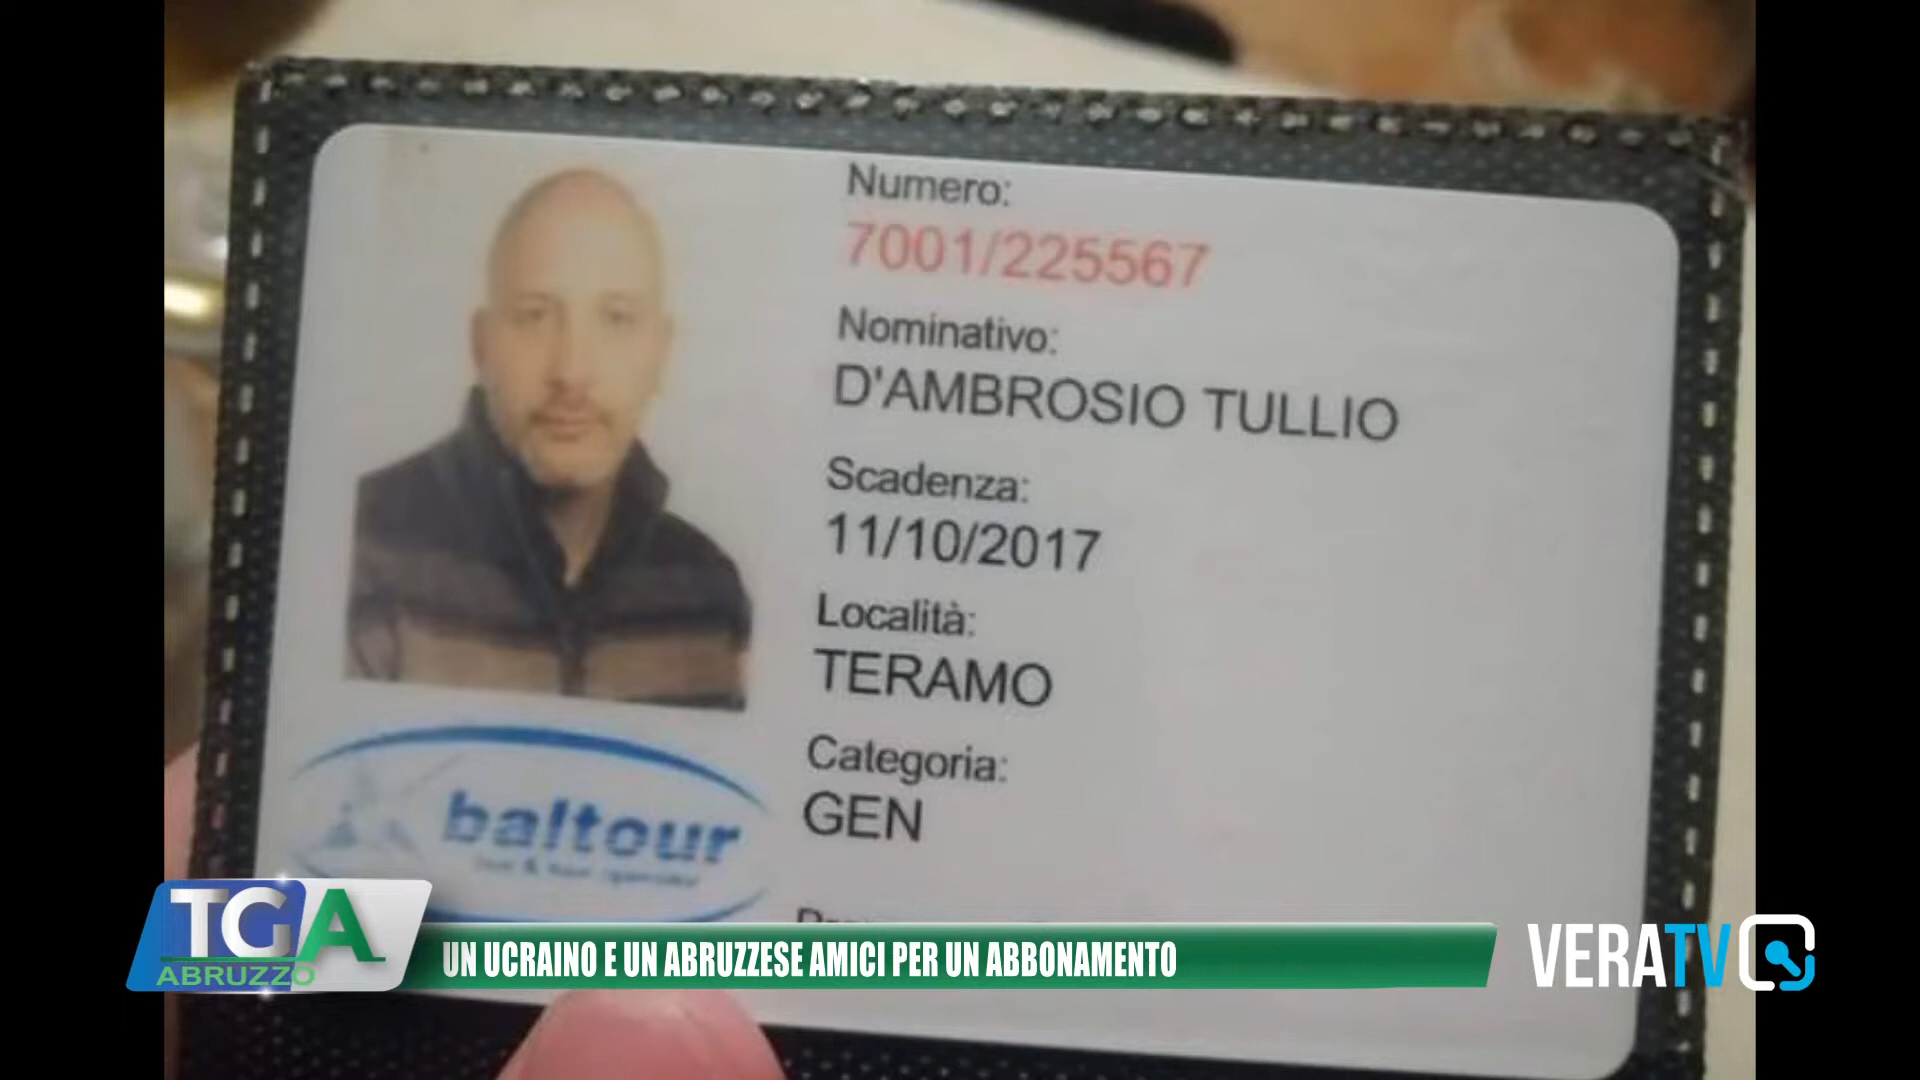 Numero:
7001/225567
Nominativo:
D'AMBROSIO TULLIO
Scadenza:
11/10/2017
Località:
TERAMO
Categoria:
GEN
baltour
TGA
ABRUZZO
UN UCRAINO E UN ABRUZZESE AMICI PER UN ABBONAMENTO
VERATV